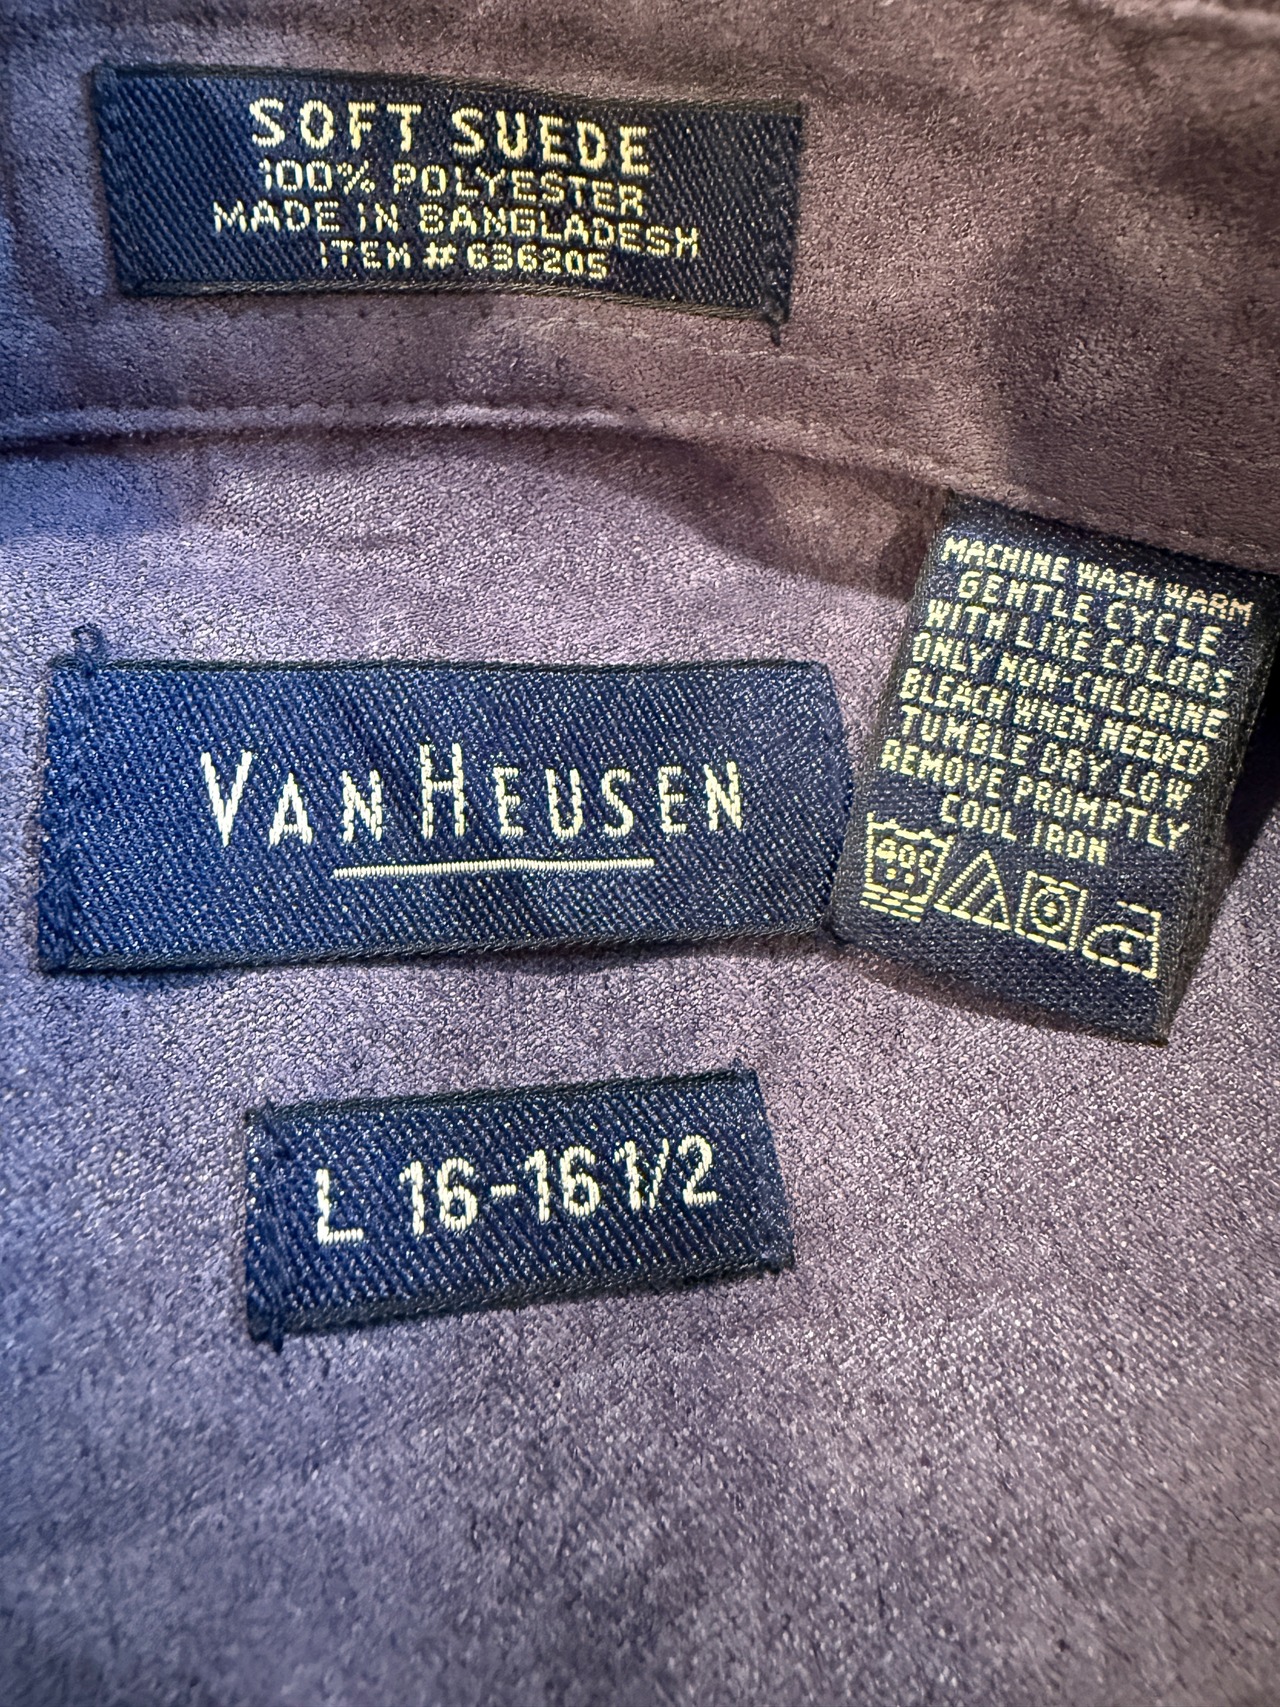 SOFT SUEDE
100% POLYESTER
MADE IN BANGLADESH
ITEM # 636205
MACHINE WASH WARM
GENTLE CYCLE
WITH LIKE COLORS
ONLY NON-CHLORINE
BLEACH WHEN NEEDED
TUMBLE DRY LOW
REMOVE PROMPTLY
COOL IRON
40C
VAN HEUSEN
L 16-16 1/2